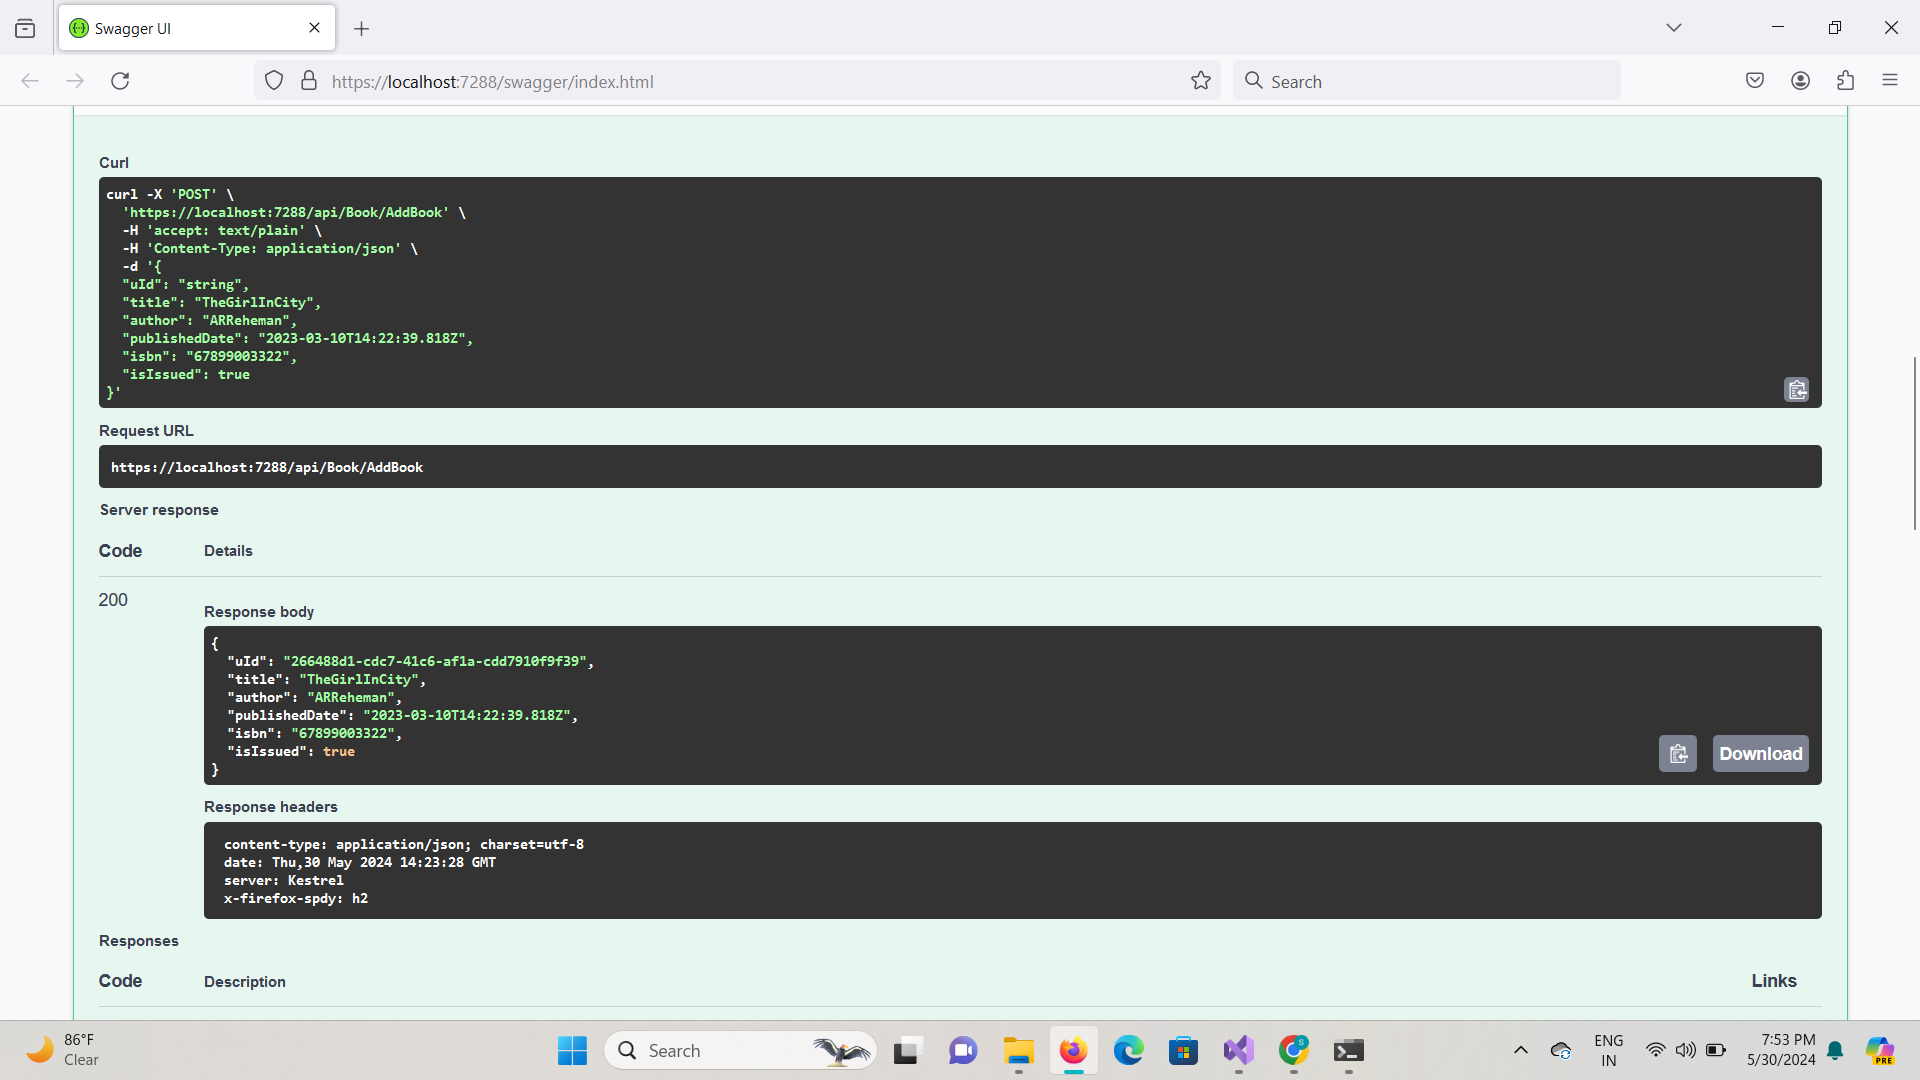 Swagger UI
https://localhost:7288/swagger/index.html
Search
Curl
curl -X 'POST' \
'https://localhost:7288/api/Book/AddBook' \
-H 'accept: text/plain' \
-H 'Content-Type: application/json' \
-d '{
"uId": "string",
"title": "TheGirlInCity",
"author": "ARReheman",
"publishedDate": "2023-03-10T14:22:39.818Z",
"isbn": "67899003322",
"isIssued": true
}'
Request URL
https://localhost:7288/api/Book/AddBook
Server response
Code Details
200
Response body
{
"uId": "266488d1-cdc7-41c6-af1a-cdd7910f9f39",
"title": "TheGirlInCity",
"author": "ARReheman",
"publishedDate": "2023-03-10T14:22:39.818Z",
"isbn": "67899003322",
"isIssued": true
}
Download
Response headers
content-type: application/json; charset=utf-8
date: Thu,30 May 2024 14:23:28 GMT
server: Kestrel
x-firefox-spdy: h2
Responses
Code Description Links
86°F
Clear
Search
S
ENG
IN
7:53 PM
5/30/2024
PRE